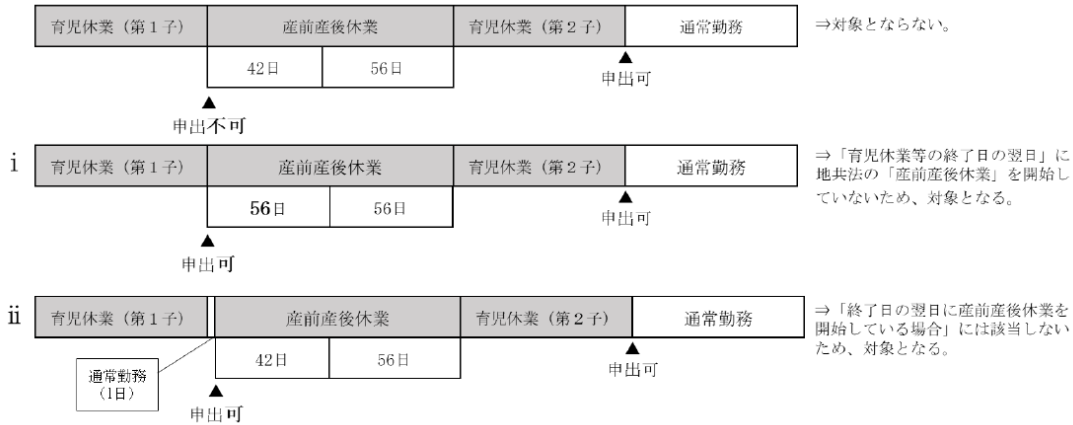 育児休業（第１子）　産前産後休業　育児休業（第２子）　通常勤務　⇒対象とならない。
42日　56日
申出可
申出不可
ⅰ　育児休業（第１子）　産前産後休業　育児休業（第２子）　通常勤務
⇒「育児休業等の終了日の翌日」に
地共法の「産前産後休業」を開始し
ていないため、対象となる。
56日　56日
申出可
申出可
ⅱ　育児休業（第１子）　産前産後休業　育児休業（第２子）　通常勤務
⇒「終了日の翌日に産前産後休業を
開始している場合」には該当しない
ため、対象となる。
42日　56日
通常勤務
（1日）
申出可
申出可